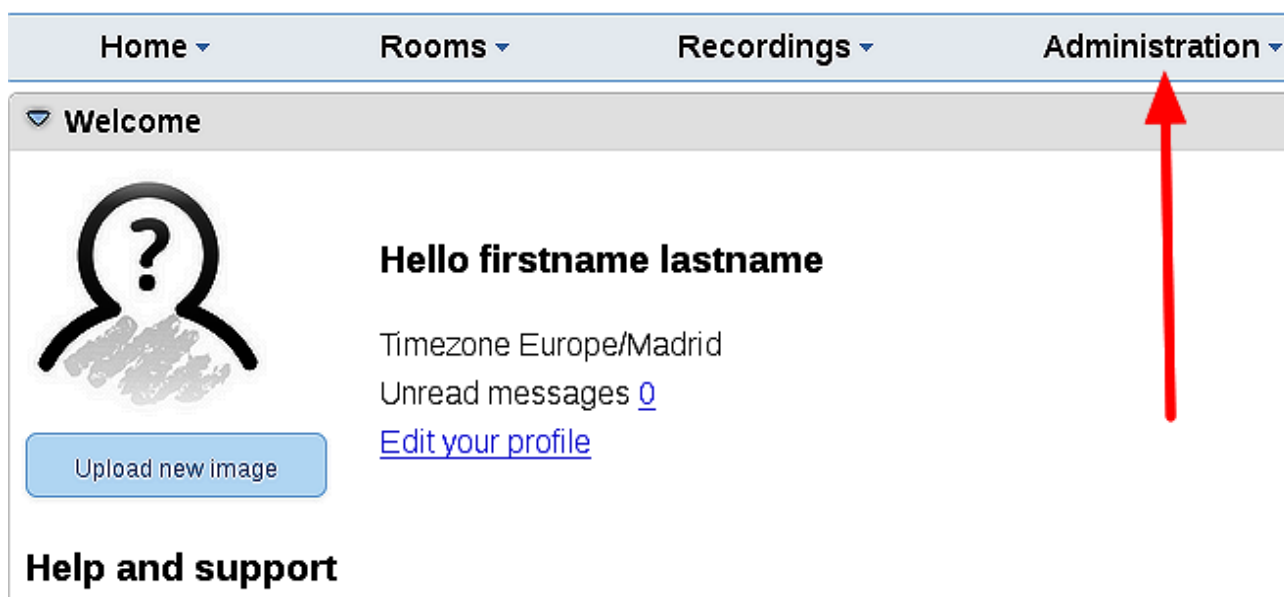 Home Rooms Recordings Administration
Welcome
?
Hello firstname lastname
Timezone Europe/Madrid
Unread messages 0
Edit your profile
Upload new image
Help and support